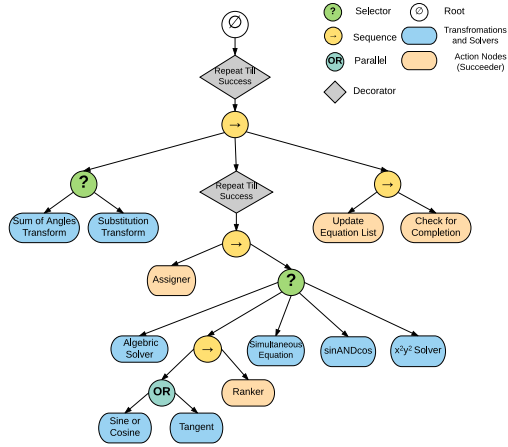 ∅
Repeat Till
Success
→
?
Sum of Angles
Transform
Substitution
Transform
Repeat Till
Success
→
Update
Equation List
Check for
Completion
→
Assigner
?
Algebric
Solver
→
Simultaneous
Equation
sinANDcos
x²y² Solver
OR
Ranker
Sine or
Cosine
Tangent
? Selector
→ Sequence
OR Parallel
Decorator
∅ Root
Transfromations
and Solvers
Action Nodes
(Succeeder)